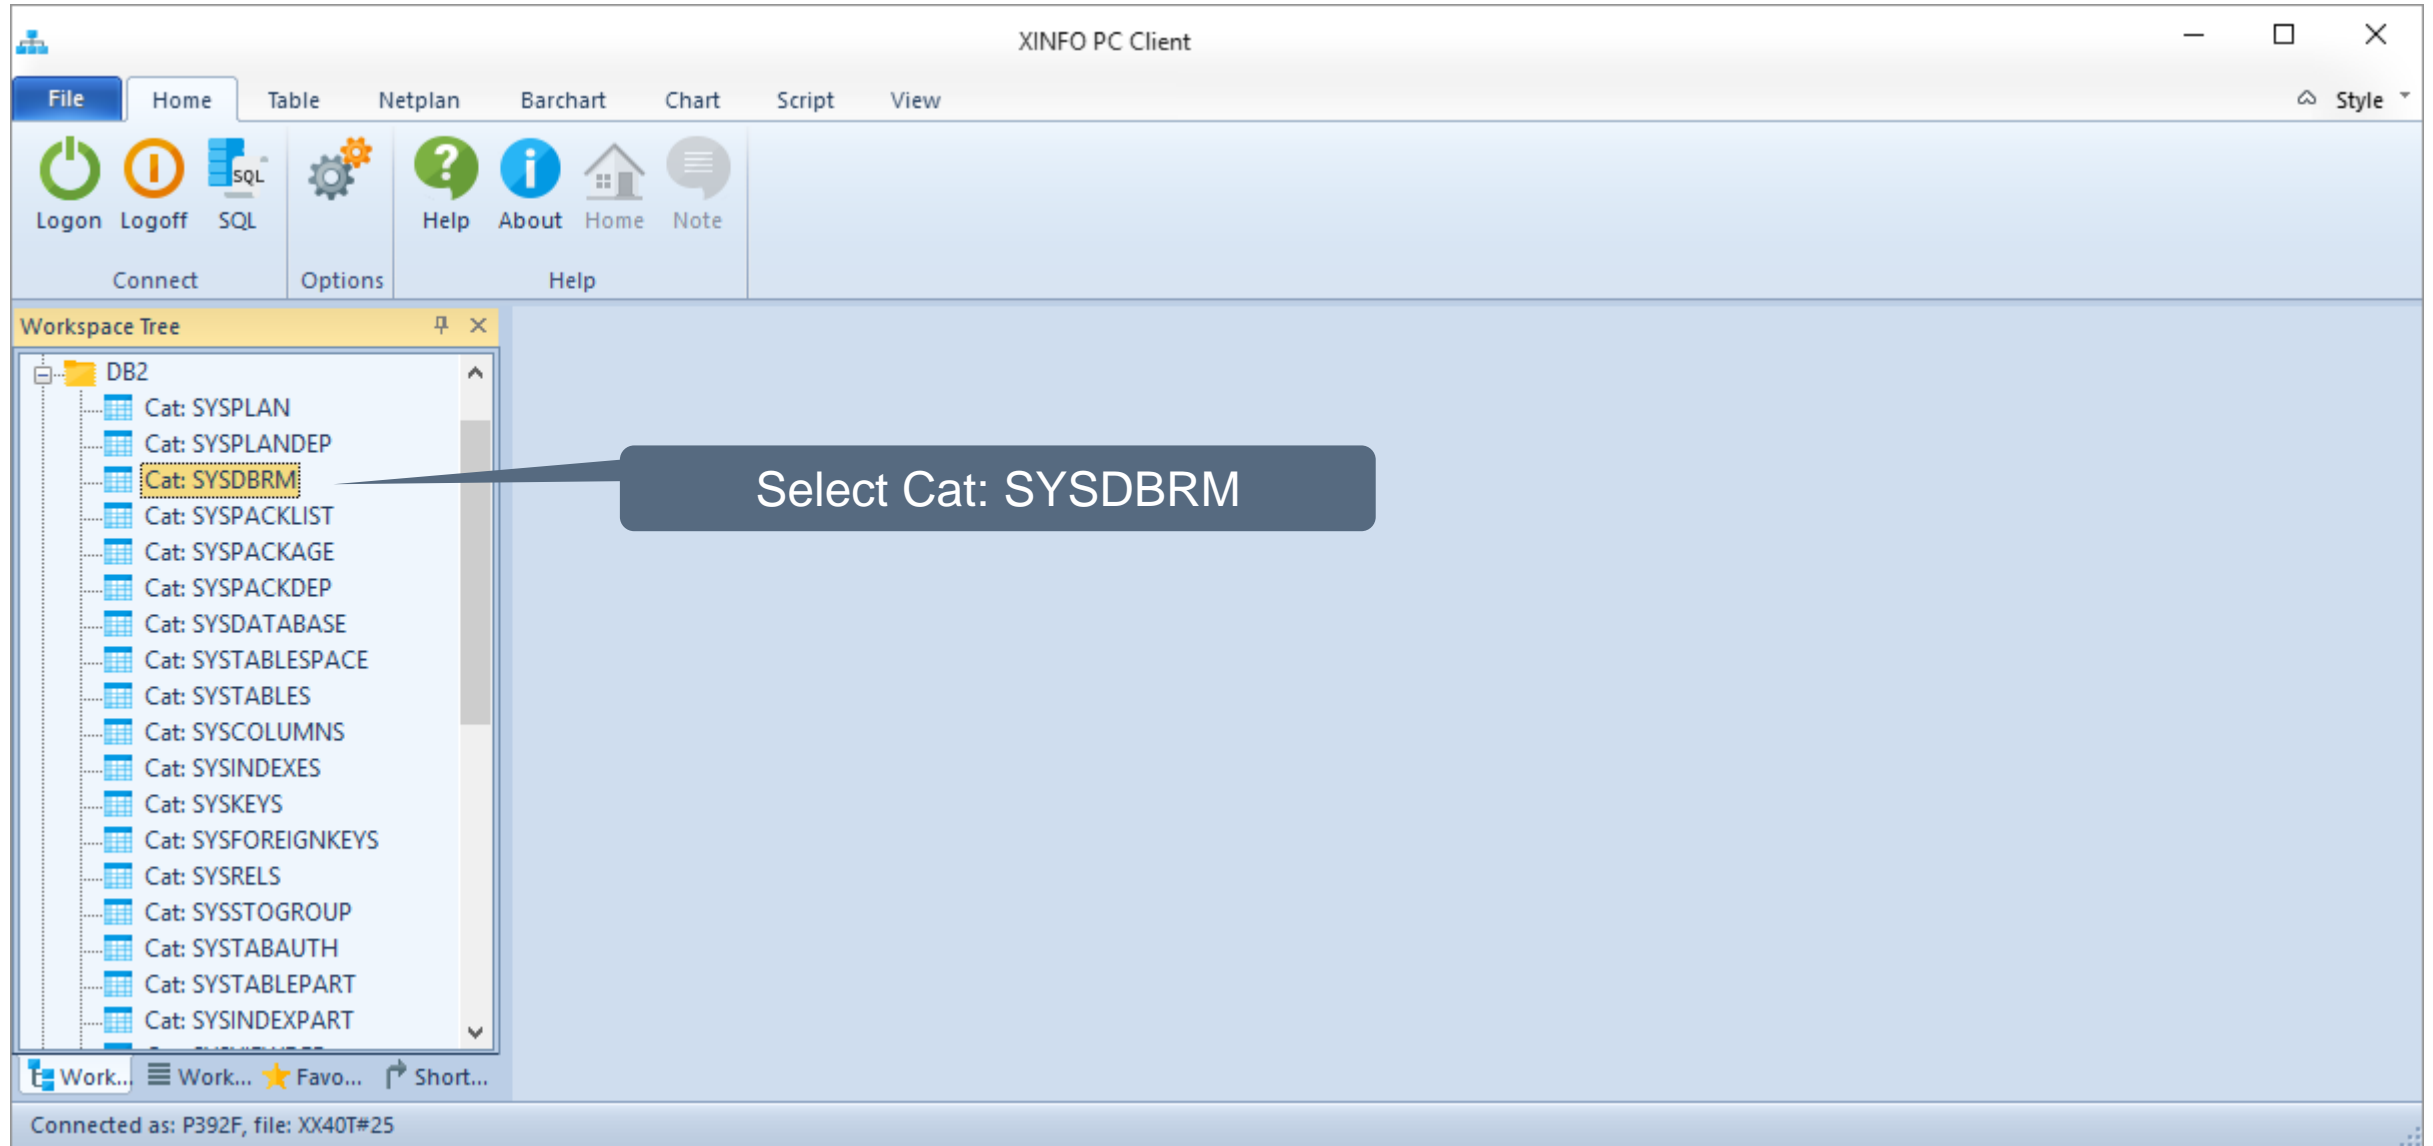 XINFO PC Client
File Home Table Netplan Barchart Chart Script View Style
SQL
Logon Logoff SQL Help About Home Note
Connect Options Help
Workspace Tree
DB2
Cat: SYSPLAN
Cat: SYSPLANDEP
Cat: SYSDBRM
Select Cat: SYSDBRM
Cat: SYSPACKLIST
Cat: SYSPACKAGE
Cat: SYSPACKDEP
Cat: SYSDATABASE
Cat: SYSTABLESPACE
Cat: SYSTABLES
Cat: SYSCOLUMNS
Cat: SYSINDEXES
Cat: SYSKEYS
Cat: SYSFOREIGNKEYS
Cat: SYSRELS
Cat: SYSSTOGROUP
Cat: SYSTABAUTH
Cat: SYSTABLEPART
Cat: SYSINDEXPART
Work... Work... Favo... Short...
Connected as: P392F, file: XX40T#25